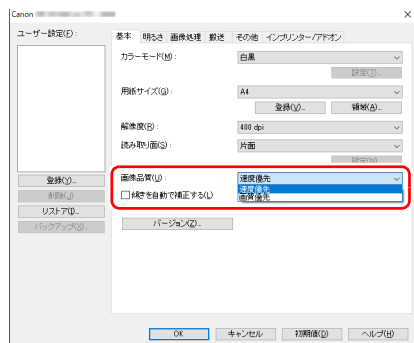 Canon
ユーザー設定(F):
基本 明るさ 画像処理 搬送 その他 インプリンター/アドオン
カラーモード(M):
白黒
設定(T)...
用紙サイズ(G):
A4
登録(V)...
領域(A)...
解像度(R):
400 dpi
読み取り面(S):
片面
画像品質(U):
速度優先
速度優先
画質優先
傾きを自動で補正する(L)
登録(Y)...
削除(J)
リストア(I)...
バックアップ(X)...
バージョン(Z)...
OK
キャンセル
初期値(D)
ヘルプ(H)